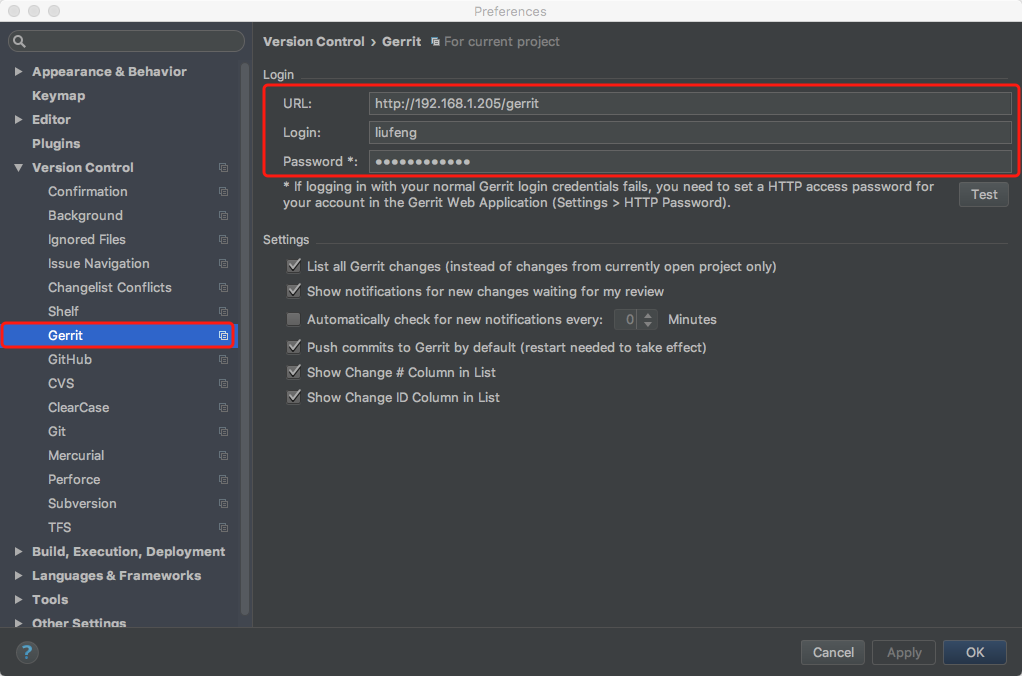 Preferences
Version Control › Gerrit For current project
Appearance & Behavior
Keymap
Editor
Plugins
Version Control
Confirmation
Background
Ignored Files
Issue Navigation
Changelist Conflicts
Shelf
Gerrit
GitHub
CVS
ClearCase
Git
Mercurial
Perforce
Subversion
TFS
Build, Execution, Deployment
Languages & Frameworks
Tools
Other Settings
Login
URL: http://192.168.1.205/gerrit
Login: liufeng
Password *: ●●●●●●●●●●●●
* If logging in with your normal Gerrit login credentials fails, you need to set a HTTP access password for
your account in the Gerrit Web Application (Settings > HTTP Password).
Test
Settings
List all Gerrit changes (instead of changes from currently open project only)
Show notifications for new changes waiting for my review
Automatically check for new notifications every: 0 Minutes
Push commits to Gerrit by default (restart needed to take effect)
Show Change # Column in List
Show Change ID Column in List
? Cancel Apply OK